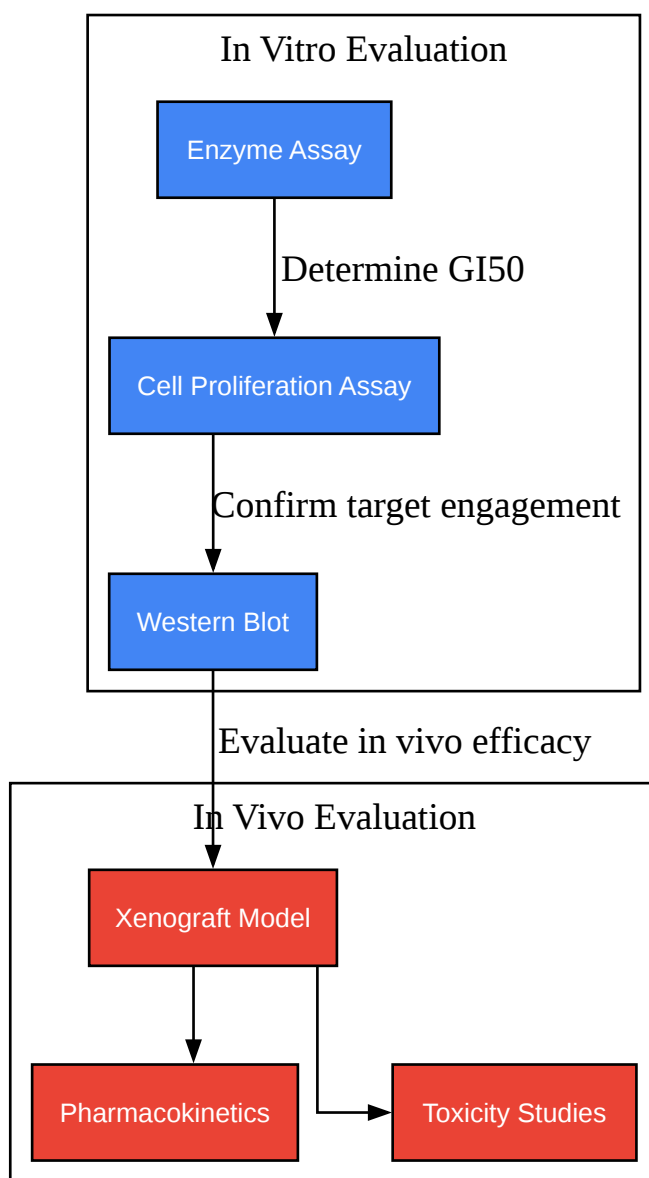 In Vitro Evaluation
Enzyme Assay
Determine GI50
Cell Proliferation Assay
Confirm target engagement
Western Blot
Evaluate in vivo efficacy
In Vivo Evaluation
Xenograft Model
Pharmacokinetics
Toxicity Studies